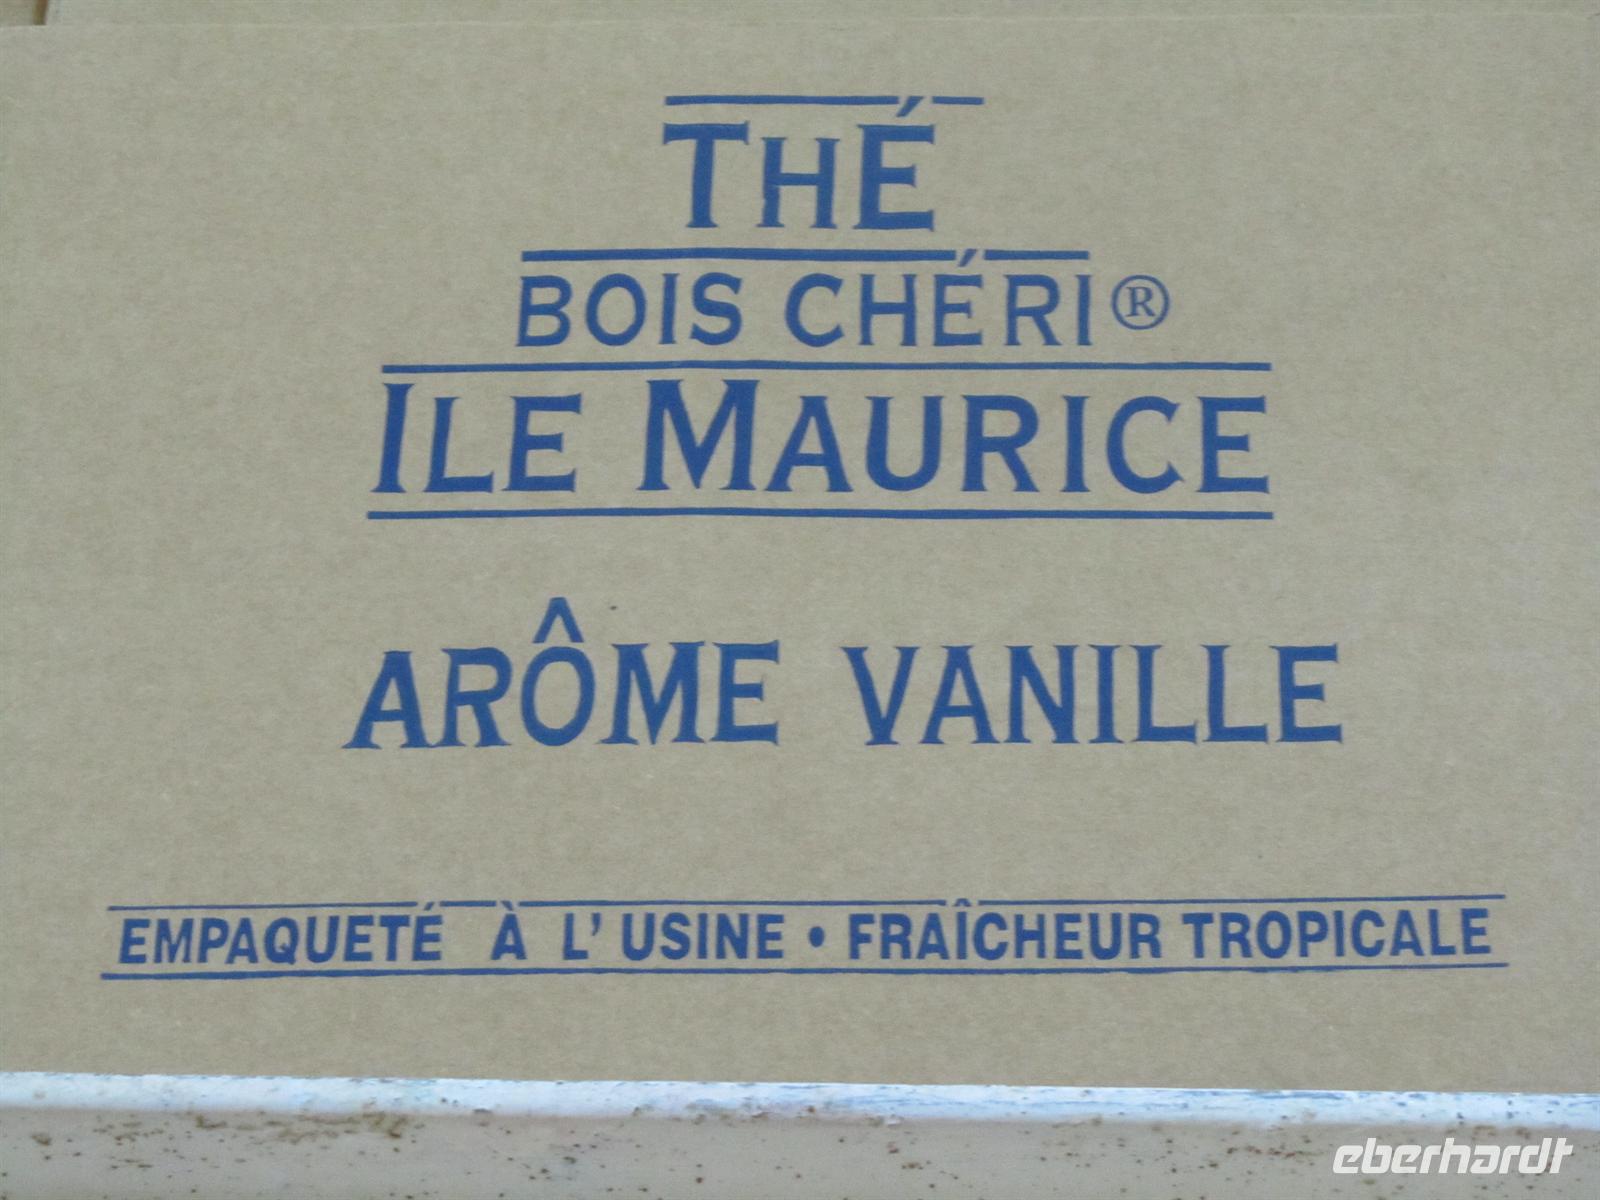 THÉ
BOIS CHÉRI®
ILE MAURICE
ARÔME VANILLE
EMPAQUETÉ À L' USINE • FRAÎCHEUR TROPICALE
eberhardt